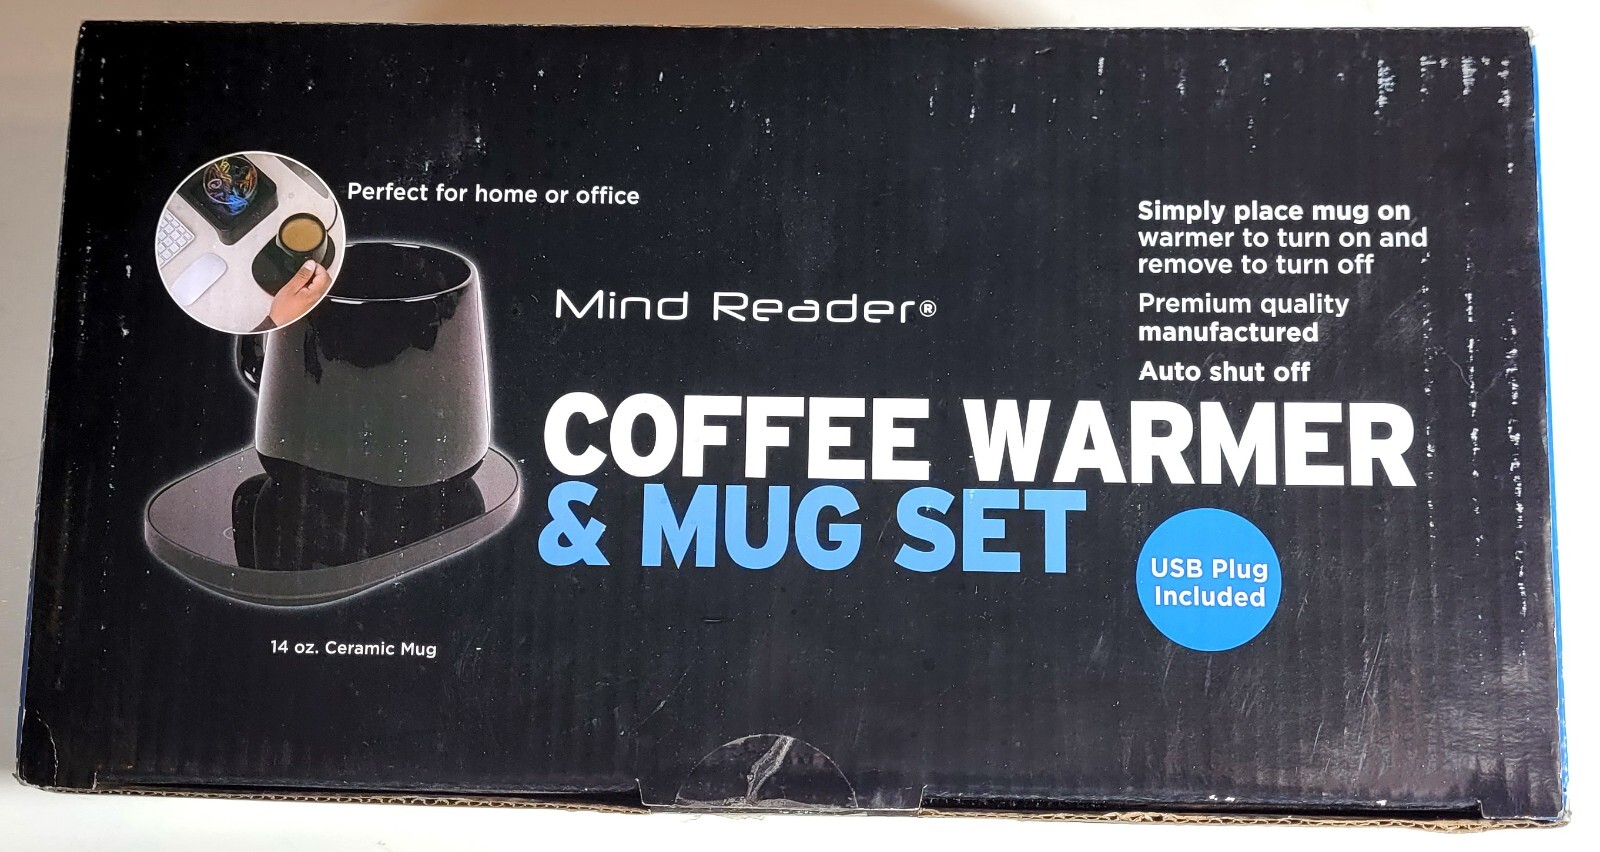 Perfect for home or office
Simply place mug on
warmer to turn on and
remove to turn off
Premium quality
manufactured
Auto shut off
Mind Reader®
COFFEE WARMER
& MUG SET
USB Plug
Included
14 oz. Ceramic Mug